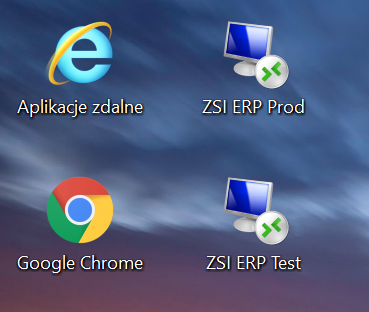 Aplikacje zdalne
ZSI ERP Prod
Google Chrome
ZSI ERP Test